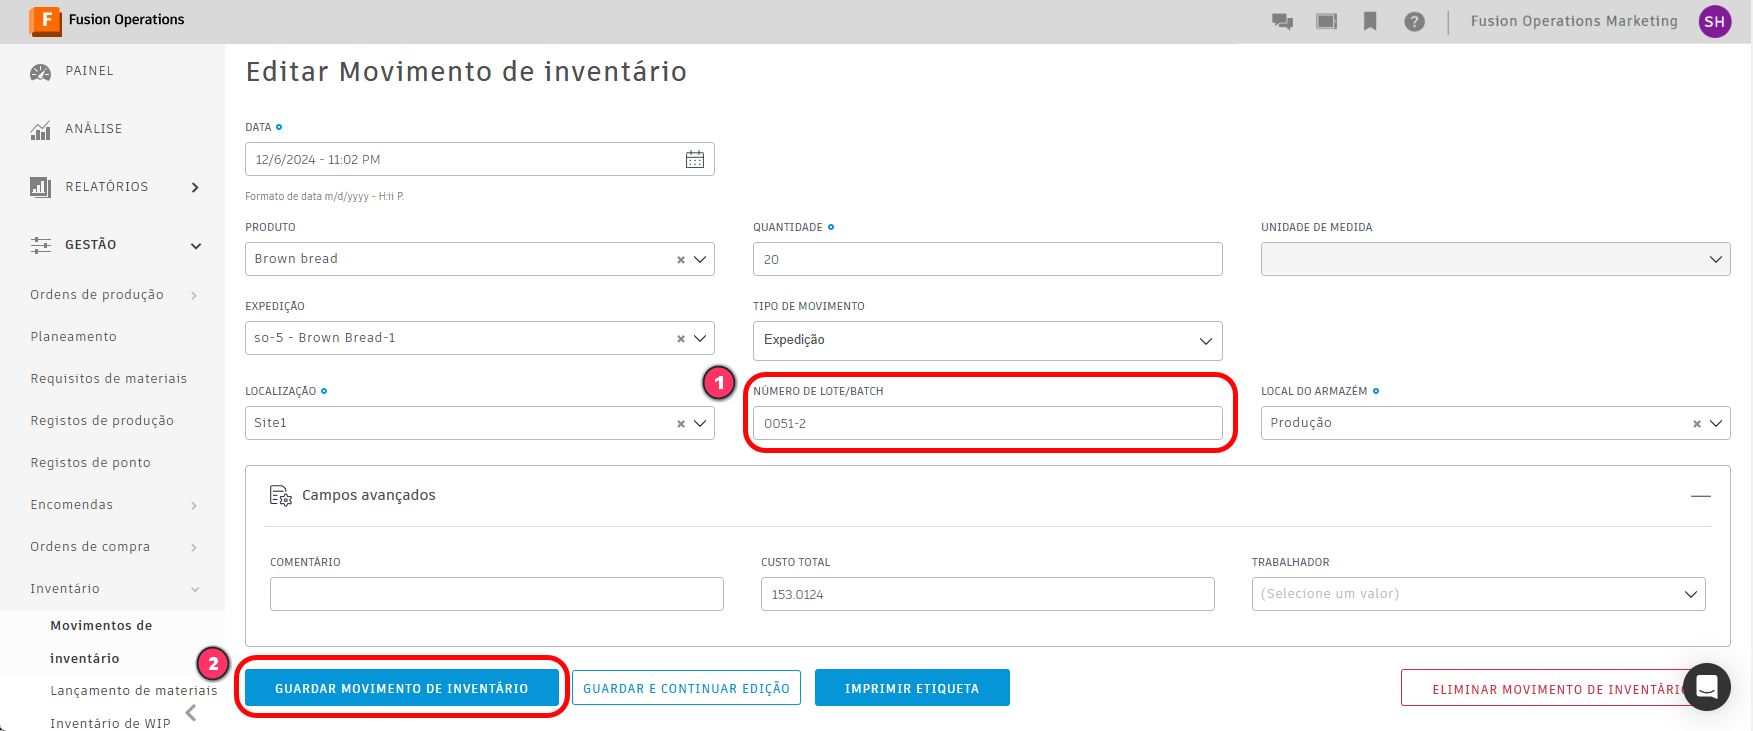 F Fusion Operations
Fusion Operations Marketing SH
PAINEL
ANÁLISE
RELATÓRIOS
GESTÃO
Ordens de produção
Planeamento
Requisitos de materiais
Registos de produção
Registos de ponto
Encomendas
Ordens de compra
Inventário
Movimentos de
inventário
Lançamento de materiais
Inventário de WIP
Editar Movimento de inventário
DATA
12/6/2024 - 11:02 PM
Formato de data m/d/yyyy - H:ii P.
PRODUTO
Brown bread
QUANTIDADE
20
UNIDADE DE MEDIDA
EXPEDIÇÃO
so-5 - Brown Bread-1
TIPO DE MOVIMENTO
Expedição
LOCALIZAÇÃO
Site1
1
NÚMERO DE LOTE/BATCH
0051-2
LOCAL DO ARMAZÉM
Produção
Campos avançados
COMENTÁRIO
CUSTO TOTAL
153.0124
TRABALHADOR
(Selecione um valor)
2
GUARDAR MOVIMENTO DE INVENTÁRIO
GUARDAR E CONTINUAR EDIÇÃO
IMPRIMIR ETIQUETA
ELIMINAR MOVIMENTO DE INVENTÁRIO